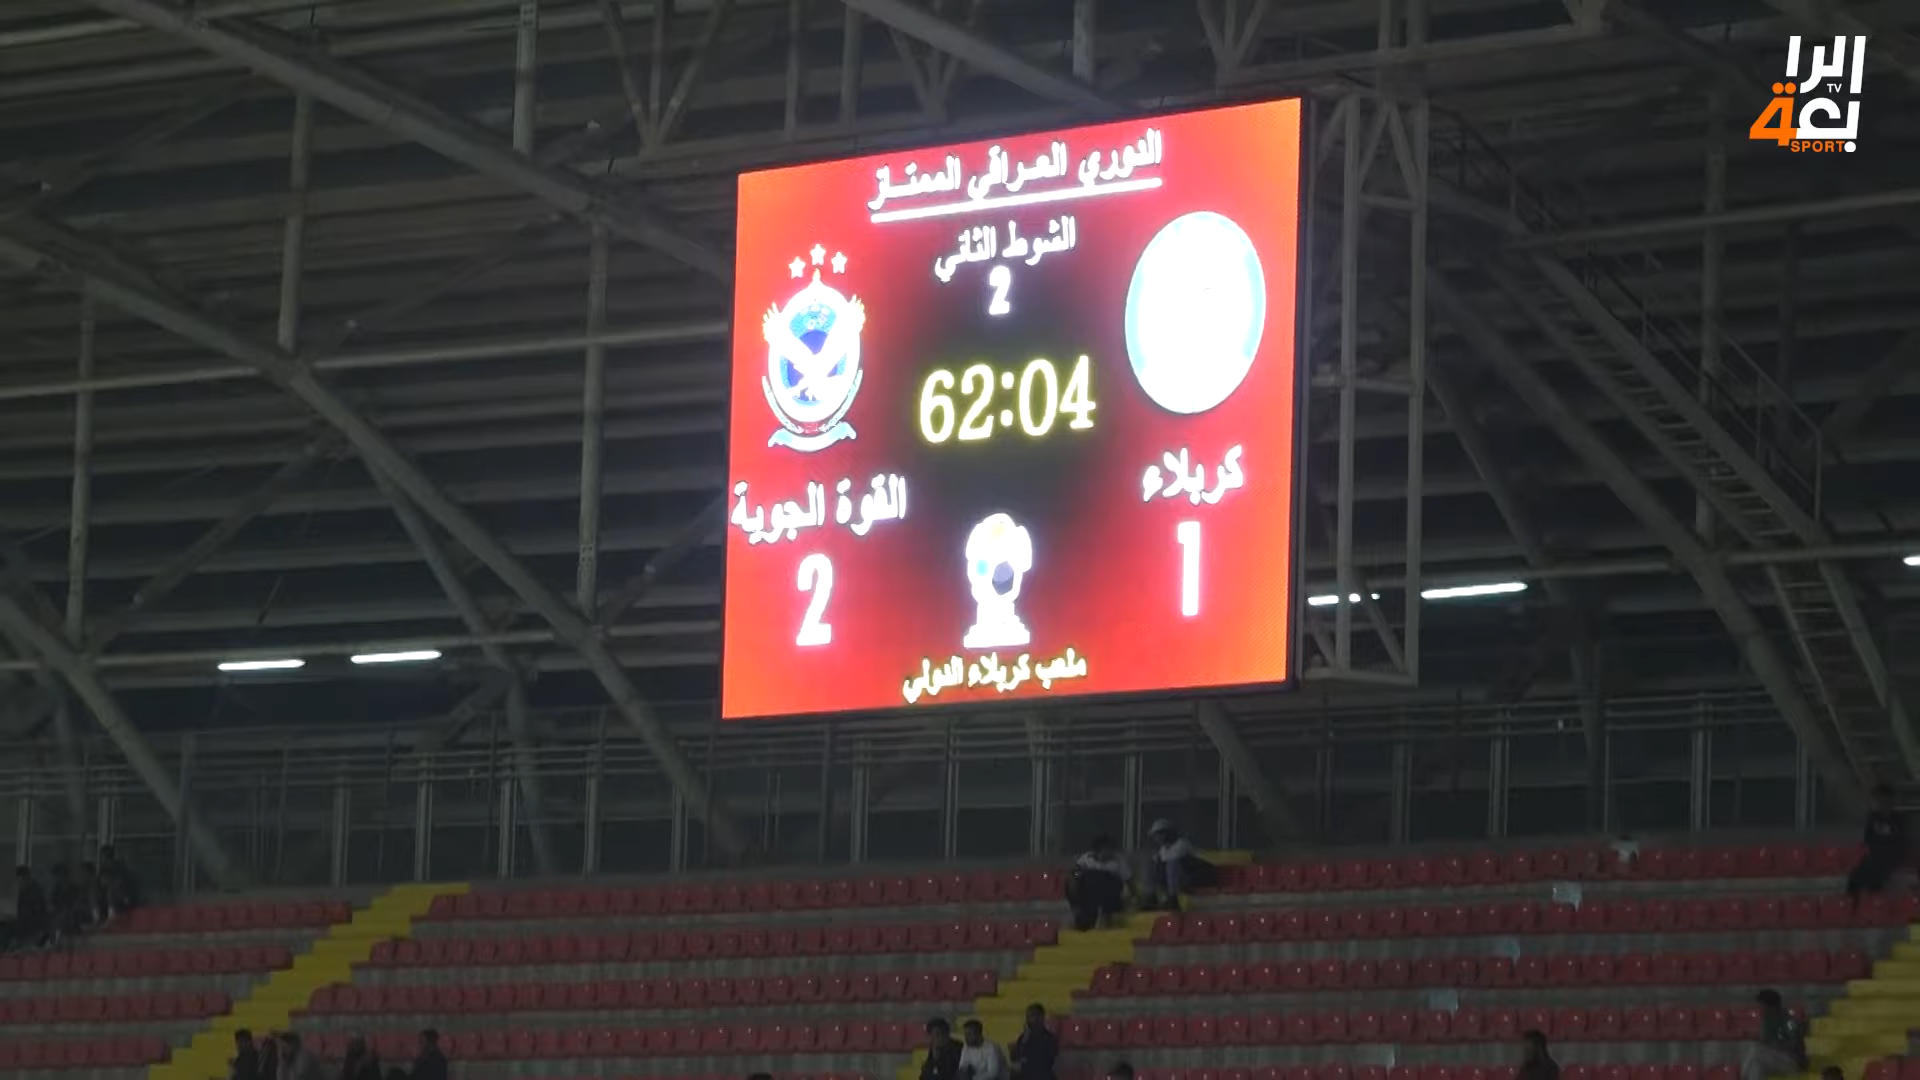 الدوري العراقي الممتاز
الشوط الثاني
2
62:04
كربلاء
1
القوة الجوية
2
ملعب كربلاء الدولي
الرابعة
TV
4
SPORT